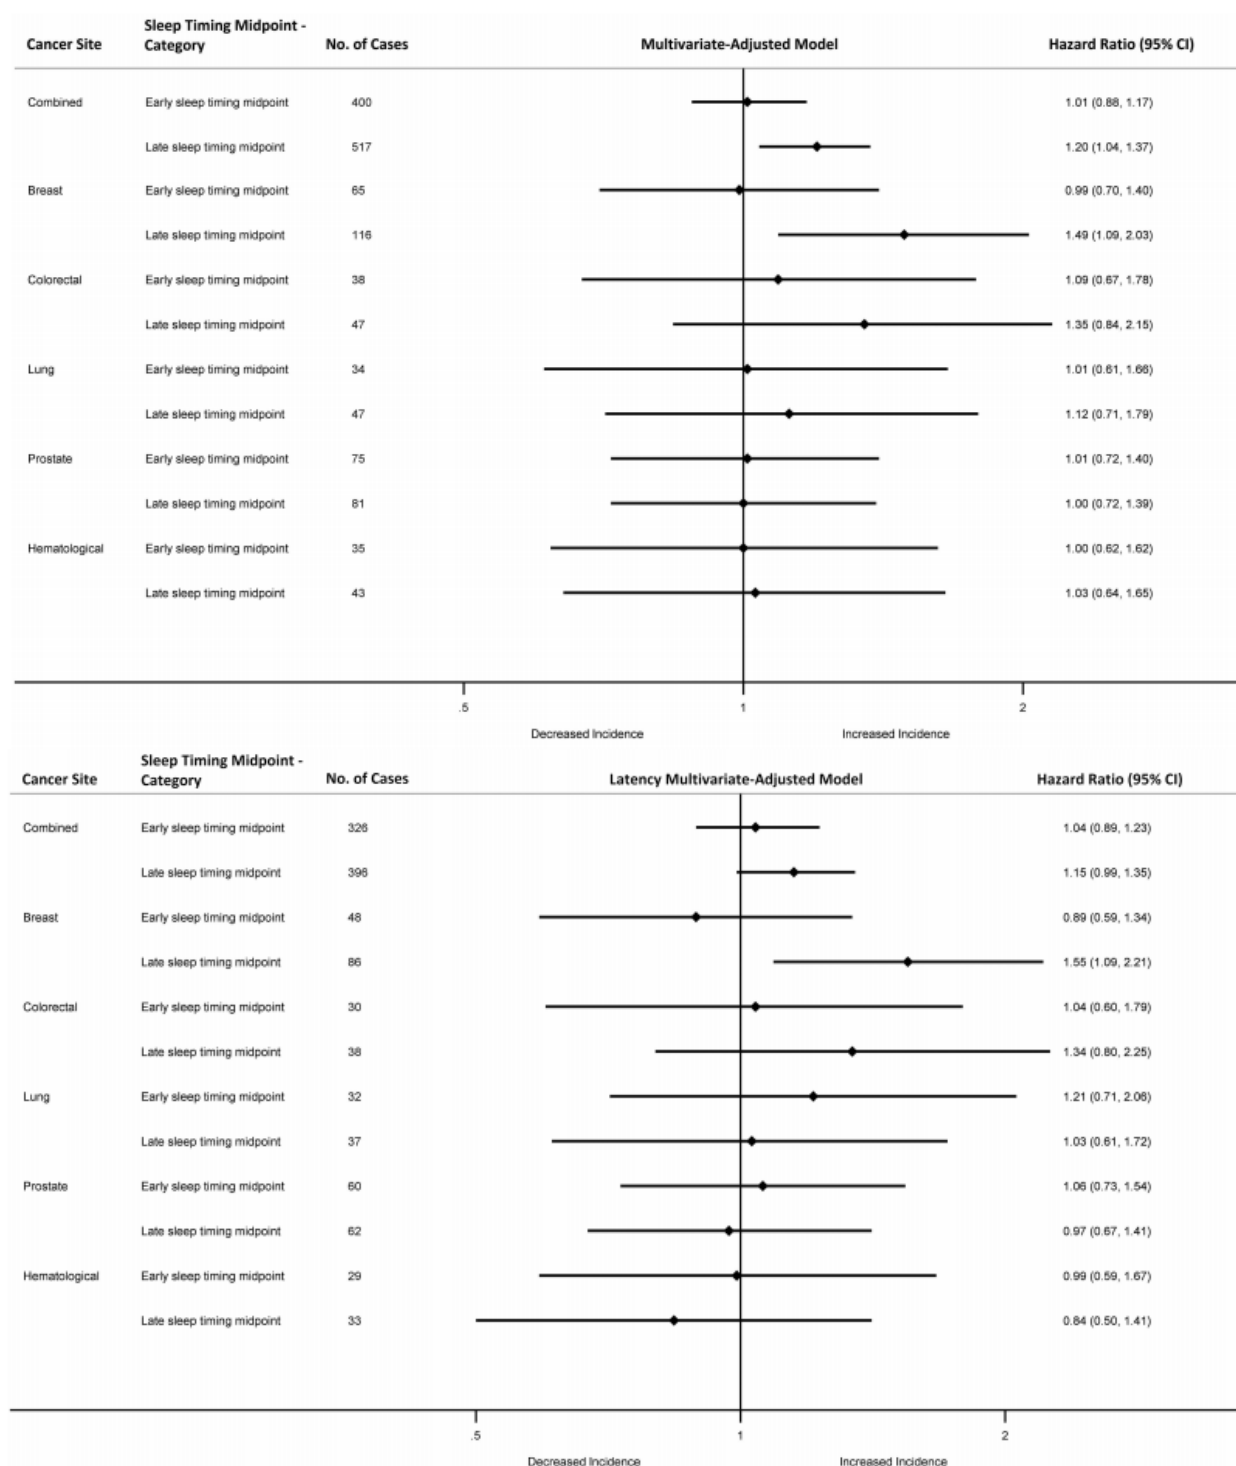 Cancer Site Sleep Timing Midpoint - Category No. of Cases Multivariate-Adjusted Model Hazard Ratio (95% CI)
Combined Early sleep timing midpoint 400 1.01 (0.88, 1.17)
Late sleep timing midpoint 517 1.20 (1.04, 1.37)
Breast Early sleep timing midpoint 65 0.99 (0.70, 1.40)
Late sleep timing midpoint 116 1.49 (1.09, 2.03)
Colorectal Early sleep timing midpoint 38 1.09 (0.67, 1.78)
Late sleep timing midpoint 47 1.35 (0.84, 2.15)
Lung Early sleep timing midpoint 34 1.01 (0.61, 1.66)
Late sleep timing midpoint 47 1.12 (0.71, 1.79)
Prostate Early sleep timing midpoint 75 1.01 (0.72, 1.40)
Late sleep timing midpoint 81 1.00 (0.72, 1.39)
Hematological Early sleep timing midpoint 35 1.00 (0.62, 1.62)
Late sleep timing midpoint 43 1.03 (0.64, 1.65)
.5 1 2
Decreased Incidence Increased Incidence
Cancer Site Sleep Timing Midpoint - Category No. of Cases Latency Multivariate-Adjusted Model Hazard Ratio (95% CI)
Combined Early sleep timing midpoint 326 1.04 (0.89, 1.23)
Late sleep timing midpoint 396 1.15 (0.99, 1.35)
Breast Early sleep timing midpoint 48 0.89 (0.59, 1.34)
Late sleep timing midpoint 86 1.55 (1.09, 2.21)
Colorectal Early sleep timing midpoint 30 1.04 (0.60, 1.79)
Late sleep timing midpoint 38 1.34 (0.80, 2.25)
Lung Early sleep timing midpoint 32 1.21 (0.71, 2.06)
Late sleep timing midpoint 37 1.03 (0.61, 1.72)
Prostate Early sleep timing midpoint 60 1.06 (0.73, 1.54)
Late sleep timing midpoint 62 0.97 (0.67, 1.41)
Hematological Early sleep timing midpoint 29 0.99 (0.59, 1.67)
Late sleep timing midpoint 33 0.84 (0.50, 1.41)
.5 1 2
Decreased Incidence Increased Incidence